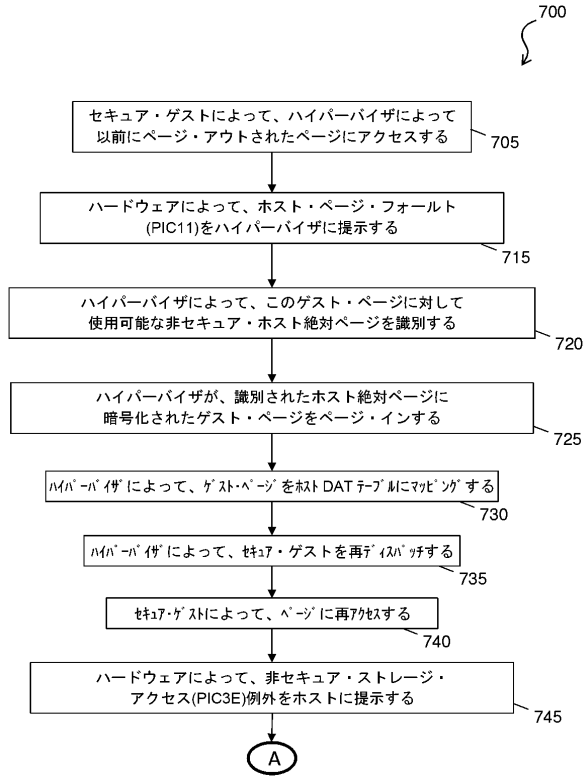 700
セキュア・ゲストによって、ハイパーバイザによって
以前にページ・アウトされたページにアクセスする
705
ハードウェアによって、ホスト・ページ・フォールト
(PIC11)をハイパーバイザに提示する
715
ハイパーバイザによって、このゲスト・ページに対して
使用可能な非セキュア・ホスト絶対ページを識別する
720
ハイパーバイザが、識別されたホスト絶対ページに
暗号化されたゲスト・ページをページ・インする
725
ﾊｲﾊﾟｰﾊﾞｲｻﾞによって、ｹﾞｽﾄ･ﾍﾟｰｼﾞをﾎｽﾄ DAT ﾃｰﾌﾞﾙにﾏｯﾋﾟﾝｸﾞする
730
ﾊｲﾊﾟｰﾊﾞｲｻﾞによって、ｾｷｭｱ・ｹﾞｽﾄを再ﾃﾞｨｽﾊﾟｯﾁする
735
ｾｷｭｱ・ｹﾞｽﾄによって、ﾍﾟｰｼﾞに再ｱｸｾｽする
740
ハードウェアによって、非セキュア・ストレージ・
アクセス(PIC3E)例外をホストに提示する
745
A